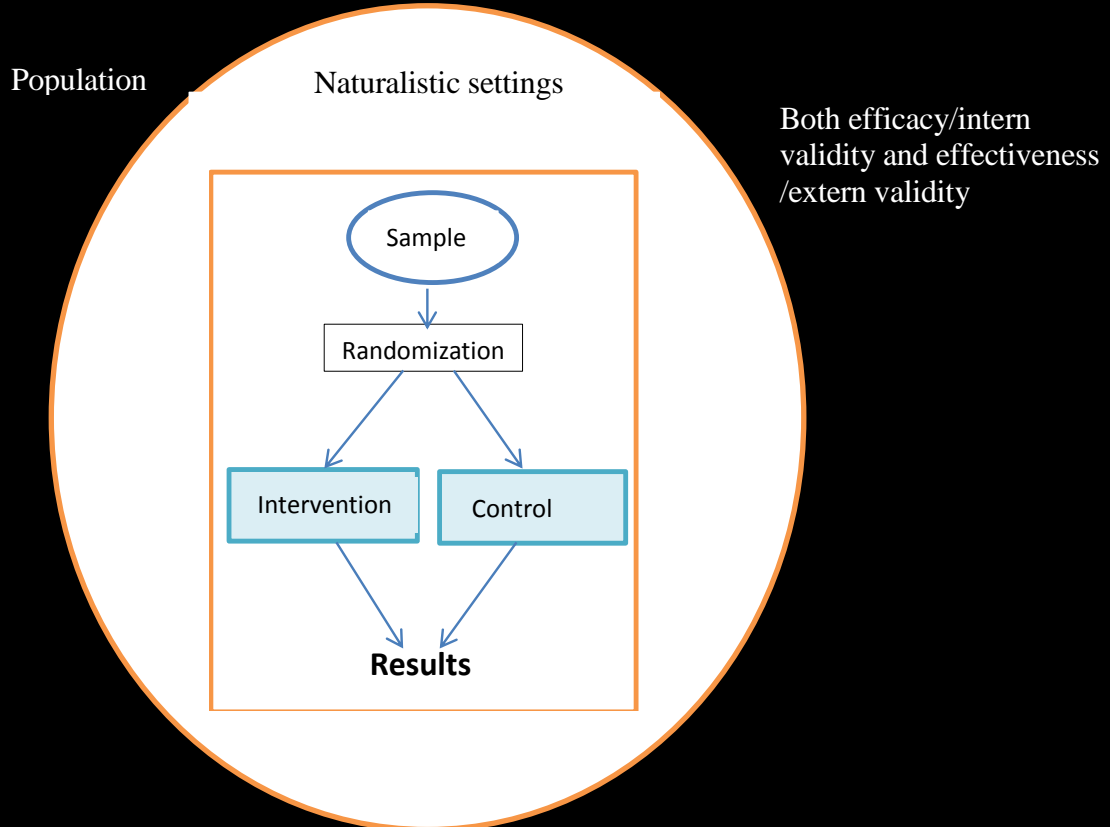 Population
Naturalistic settings
Both efficacy/intern
validity and effectiveness
/extern validity
Sample
Randomization
Intervention
Control
Results